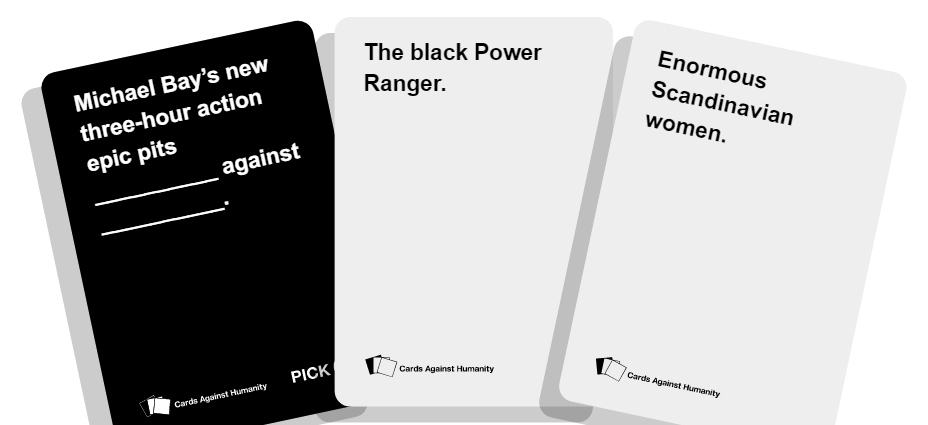 Michael Bay's new
three-hour action
epic pits
__________ against
__________.
PICK
Cards Against Humanity
The black Power
Ranger.
Cards Against Humanity
Enormous
Scandinavian
women.
Cards Against Humanity